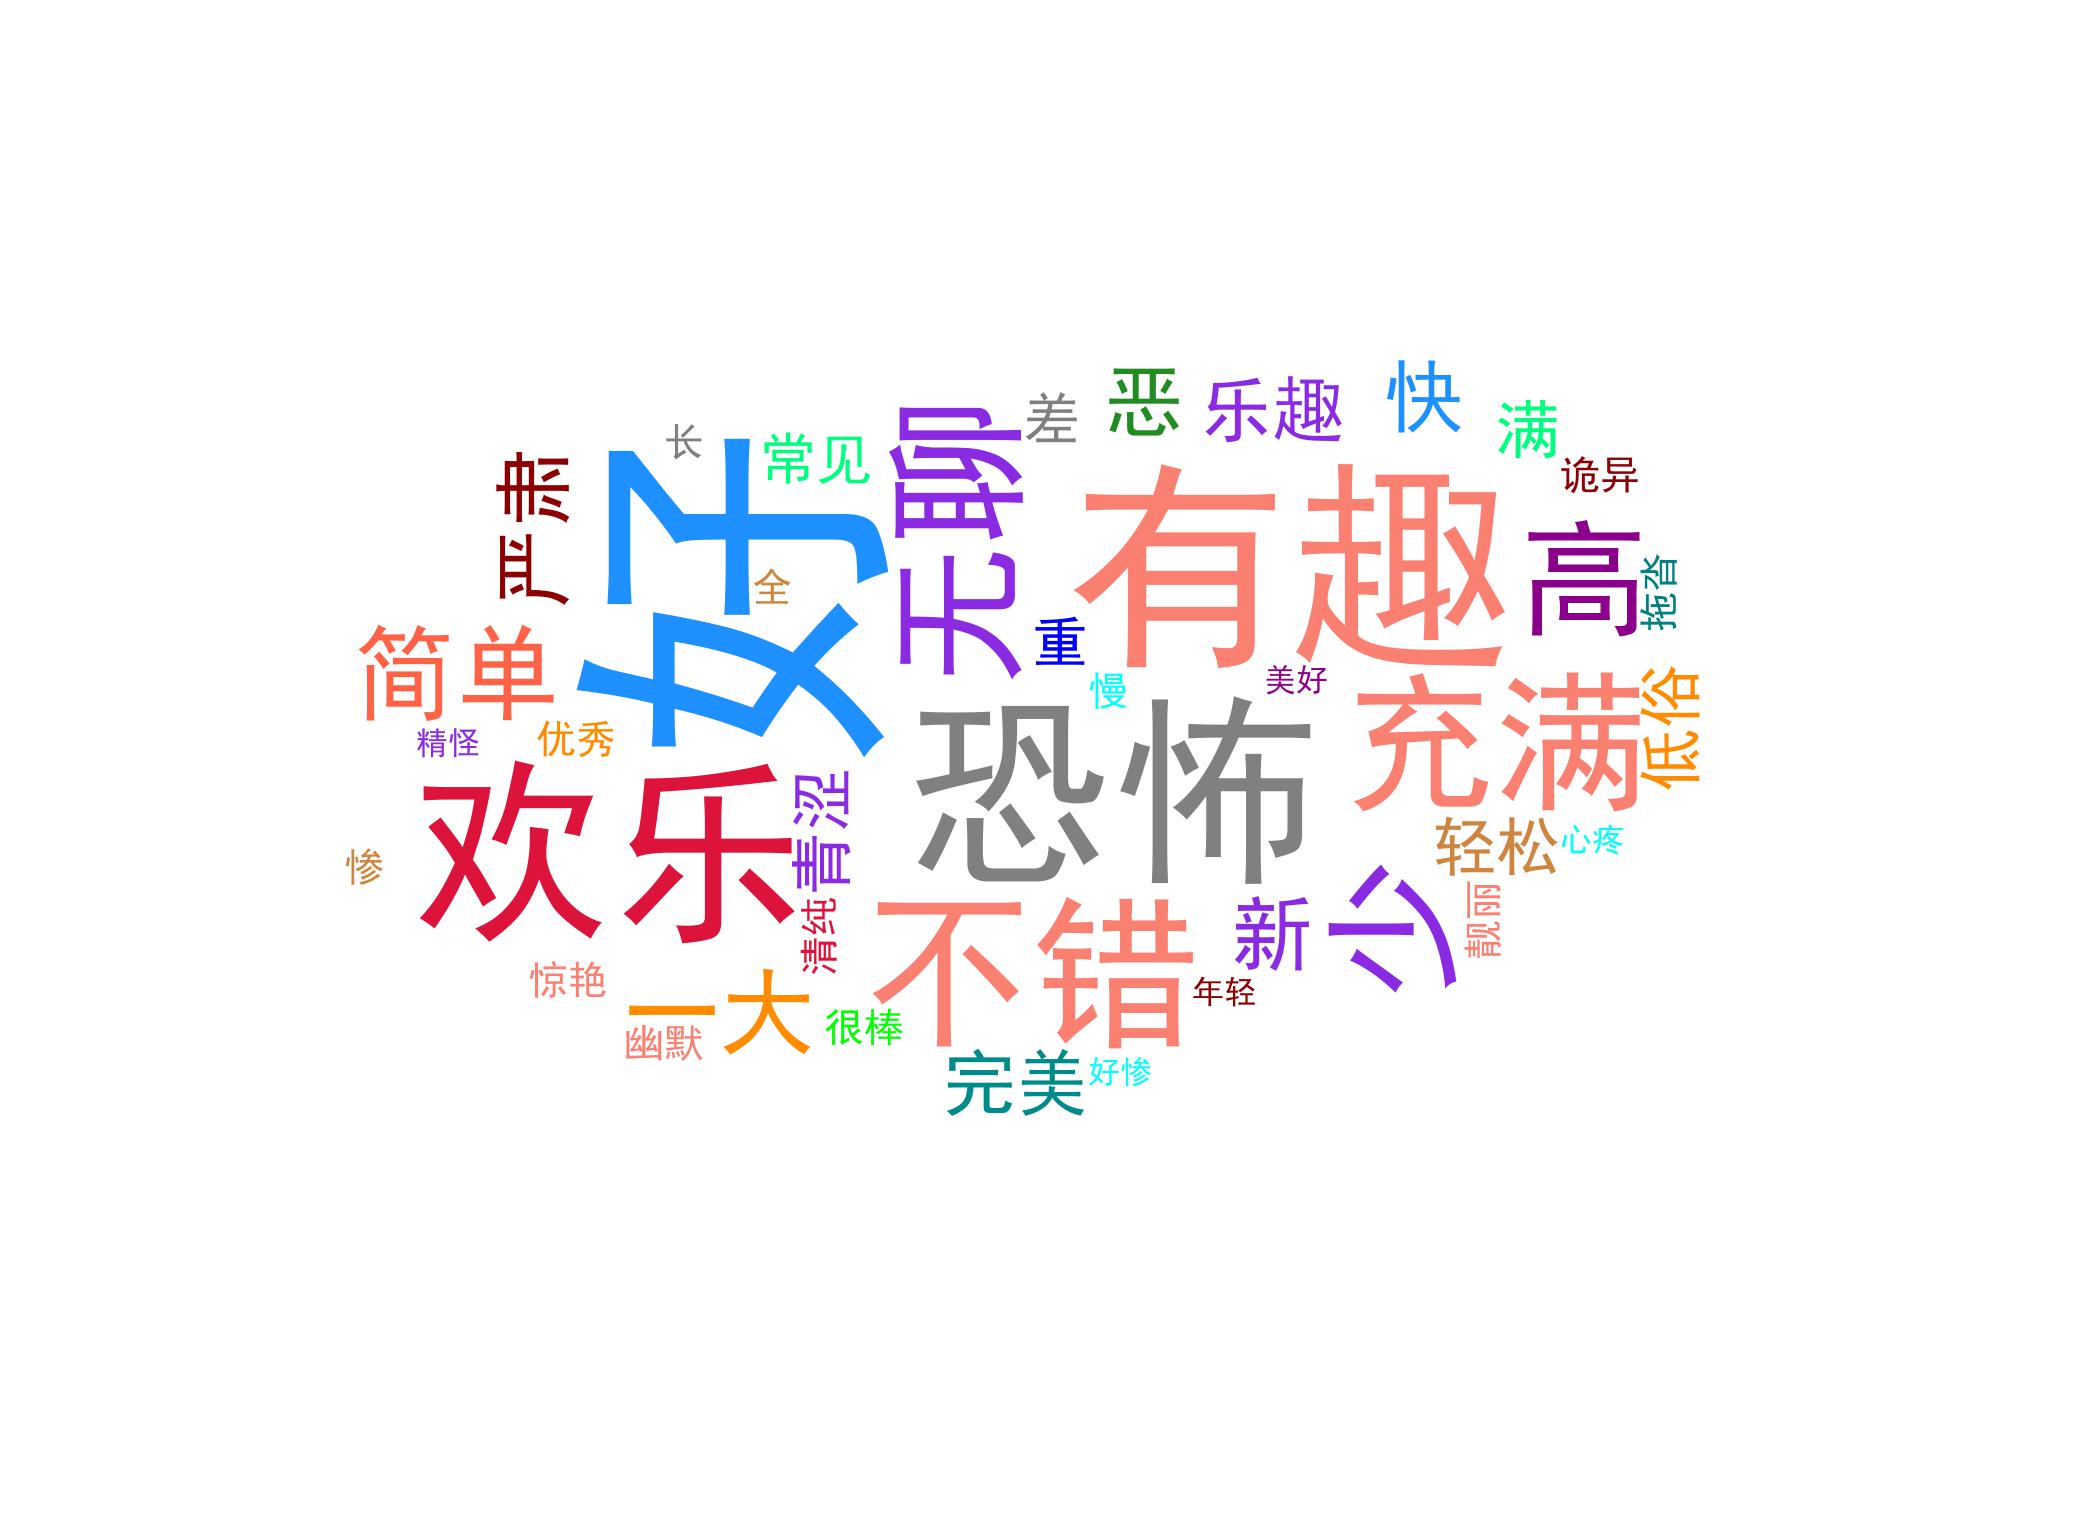 恶
乐趣
快
差
满
长
常见
无聊
诡异
严肃
好
有趣
高
全
拖沓
重
简单
慢
美好
充满
低俗
精怪
优秀
恐怖
欢乐
青涩
轻松
心疼
惨
清纯
不错
新
少
靓丽
惊艳
一大
年轻
幽默
很棒
完美
好惨